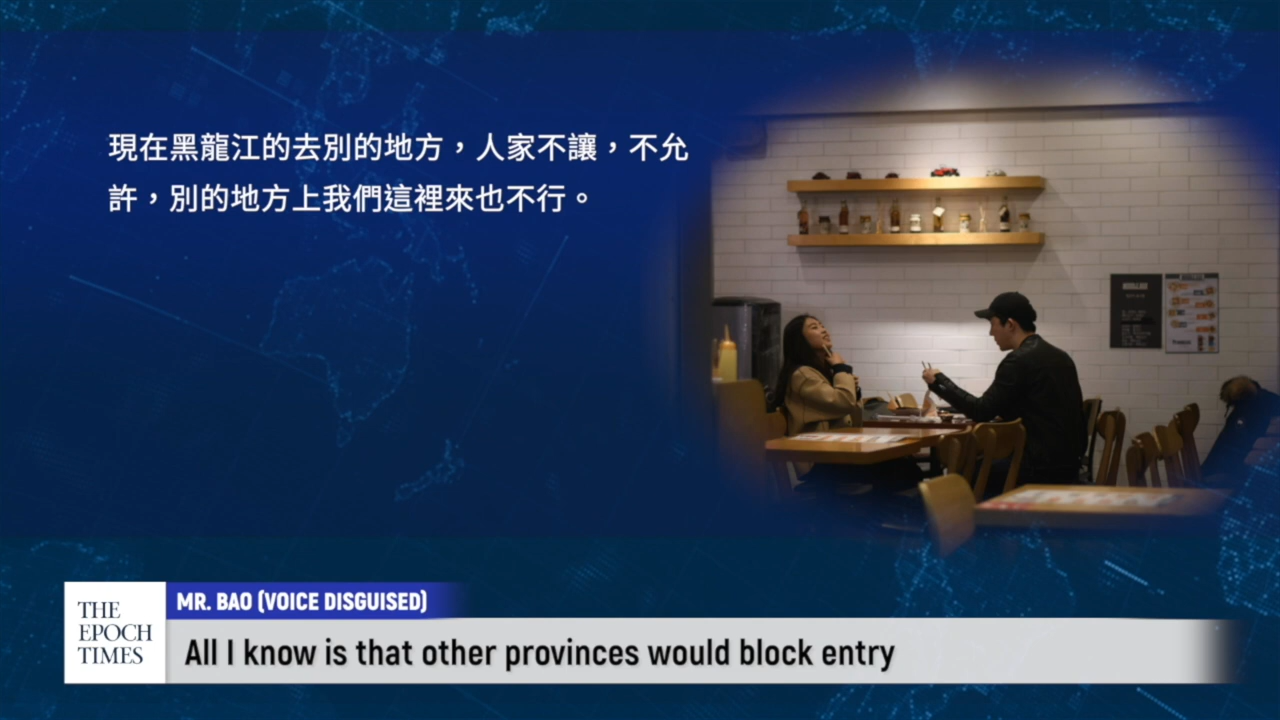 現在黑龍江的去別的地方，人家不讓，不允
許，別的地方上我們這裡來也不行。
THE
EPOCH
TIMES
MR. BAO (VOICE DISGUISED)
All I know is that other provinces would block entry